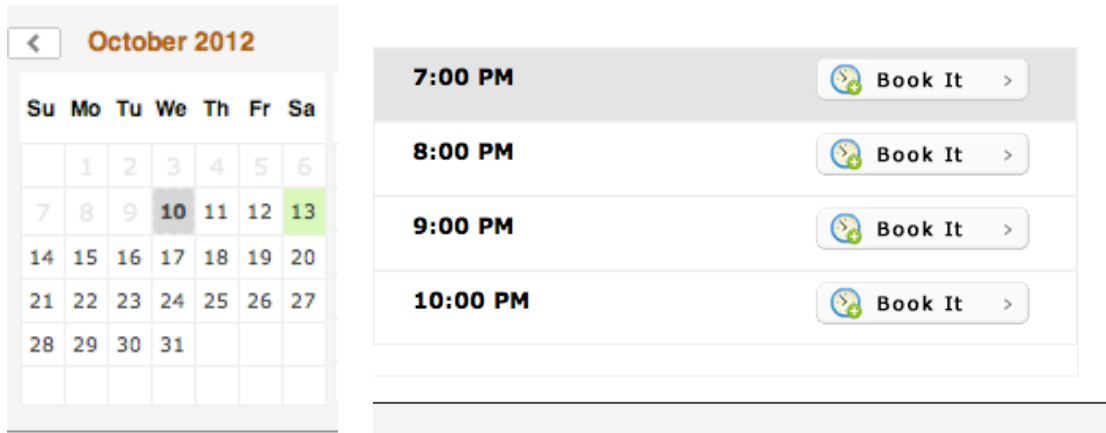 October 2012
Su Mo Tu We Th Fr Sa
1 2 3 4 5 6
7 8 9 10 11 12 13
14 15 16 17 18 19 20
21 22 23 24 25 26 27
28 29 30 31
7:00 PM Book It >
8:00 PM Book It >
9:00 PM Book It >
10:00 PM Book It >